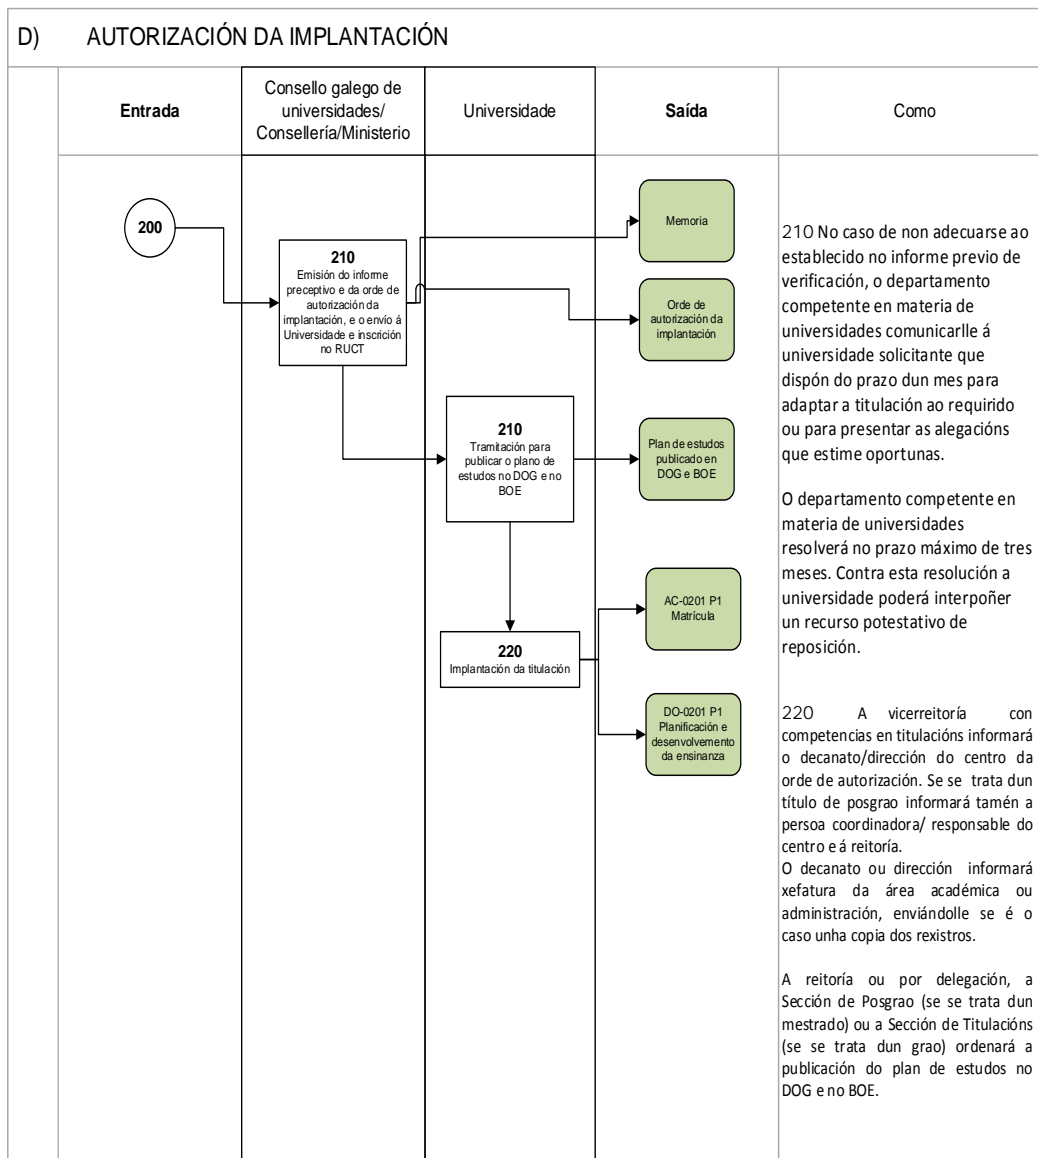 D) AUTORIZACIÓN DA IMPLANTACIÓN
Entrada
Consello galego de
universidades/
Consellería/Ministerio
Universidade
Saída
Como
200
210
Emisión do informe
preceptivo e da orde de
autorización da
implantación, e o envío á
Universidade e inscrición
no RUCT
Memoria
Orde de
autorización da
implantación
210
Tramitación para
publicar o plano de
estudos no DOG e no
BOE
Plan de estudos
publicado en
DOG e BOE
220
Implantación da titulación
AC-0201 P1
Matrícula
DO-0201 P1
Planificación e
desenvolvemento
da ensinanza
210 No caso de non adecuarse ao
establecido no informe previo de
verificación, o departamento
competente en materia de
universidades comunicarlle á
universidade solicitante que
dispón do prazo dun mes para
adaptar a titulación ao requirido
ou para presentar as alegacións
que estime oportunas.
O departamento competente en
materia de universidades
resolverá no prazo máximo de tres
meses. Contra esta resolución a
universidade poderá interpoñer
un recurso potestativo de
reposición.
220 A vicerreitoría con
competencias en titulacións informará
o decanato/dirección do centro da
orde de autorización. Se se trata dun
título de posgrao informará tamén a
persoa coordinadora/ responsable do
centro e á reitoría.
O decanato ou dirección informará
xefatura da área académica ou
administración, enviándolle se é o
caso unha copia dos rexistros.
A reitoría ou por delegación, a
Sección de Posgrao (se se trata dun
mestrado) ou a Sección de Titulacións
(se se trata dun grao) ordenará a
publicación do plan de estudos no
DOG e no BOE.